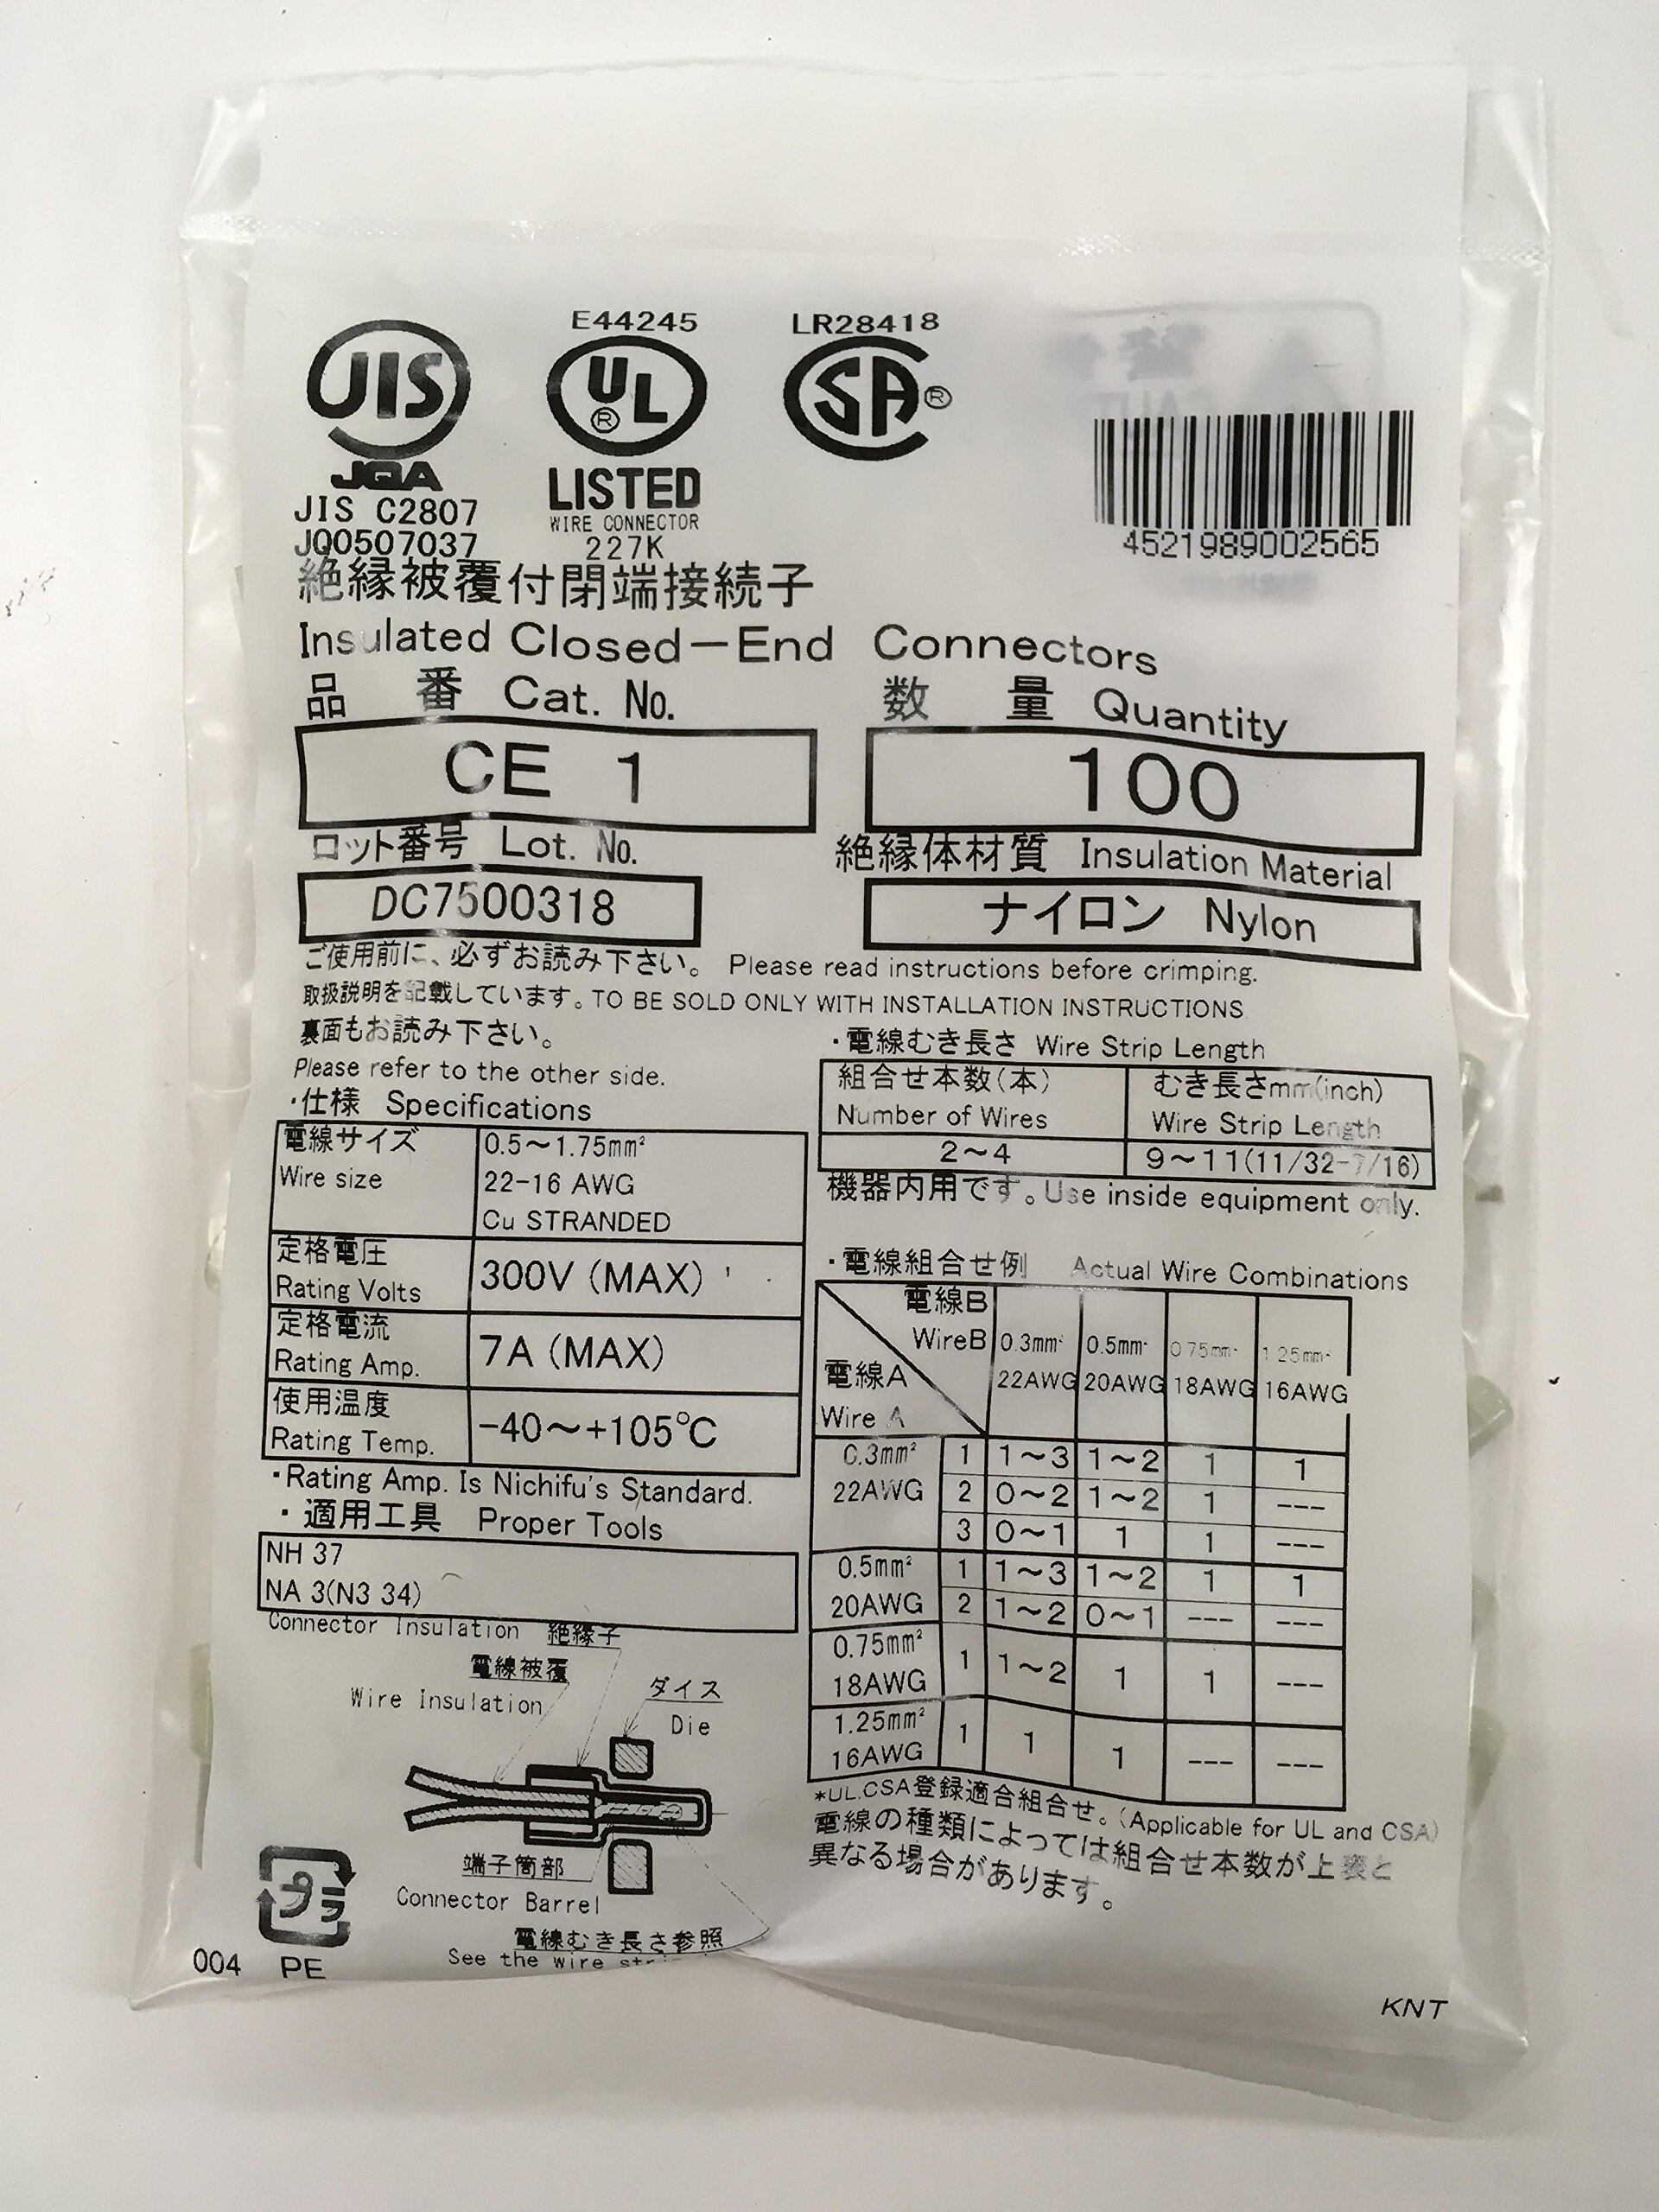 E44245
LR28418
JIS
UL
®
SA®
JQA
LISTED
JIS C2807
WIRE CONNECTOR
JQ0507037
227K
4521989002565
絶縁被覆付閉端接続子
Insulated Closed-End Connectors
品 番 Cat. No.
数 量 Quantity
CE 1
100
ロット番号 Lot. No.
絶縁体材質 Insulation Material
DC7500318
ナイロン Nylon
ご使用前に、必ずお読み下さい。 Please read instructions before crimping.
取扱説明を記載しています。TO BE SOLD ONLY WITH INSTALLATION INSTRUCTIONS
裏面もお読み下さい。
Please refer to the other side.
・仕様 Specifications
電線サイズ 0.5～1.75mm²
Wire size 22-16 AWG
Cu STRANDED
定格電圧
Rating Volts 300V (MAX)
定格電流
Rating Amp. 7A (MAX)
使用温度
Rating Temp. -40～+105℃
・Rating Amp. Is Nichifu's Standard.
・適用工具 Proper Tools
NH 37
NA 3(N3 34)
・電線むき長さ Wire Strip Length
組合せ本数(本) むき長さmm(inch)
Number of Wires Wire Strip Length
2～4 9～11(11/32-7/16)
機器内用です。Use inside equipment only.
・電線組合せ例 Actual Wire Combinations
電線B
WireB 0.3mm² 0.5mm² 0.75mm² 1.25mm²
電線A 22AWG 20AWG 18AWG 16AWG
Wire A
0.3mm² 1 1～3 1～2 1 1
22AWG 2 0～2 1～2 1 ---
3 0～1 1 1 ---
0.5mm² 1 1～3 1～2 1 1
20AWG 2 1～2 0～1 --- ---
0.75mm²
18AWG 1 1～2 1 1 ---
1.25mm²
16AWG 1 1 1 --- ---
*UL.CSA登録適合組合せ。(Applicable for UL and CSA)
電線の種類によっては組合せ本数が上表と
異なる場合があります。
Connector Insulation 絶縁子
電線被覆
Wire Insulation
ダイス
Die
端子筒部
Connector Barrel
電線むき長さ参照
See the wire
プラ
004 PE
KNT